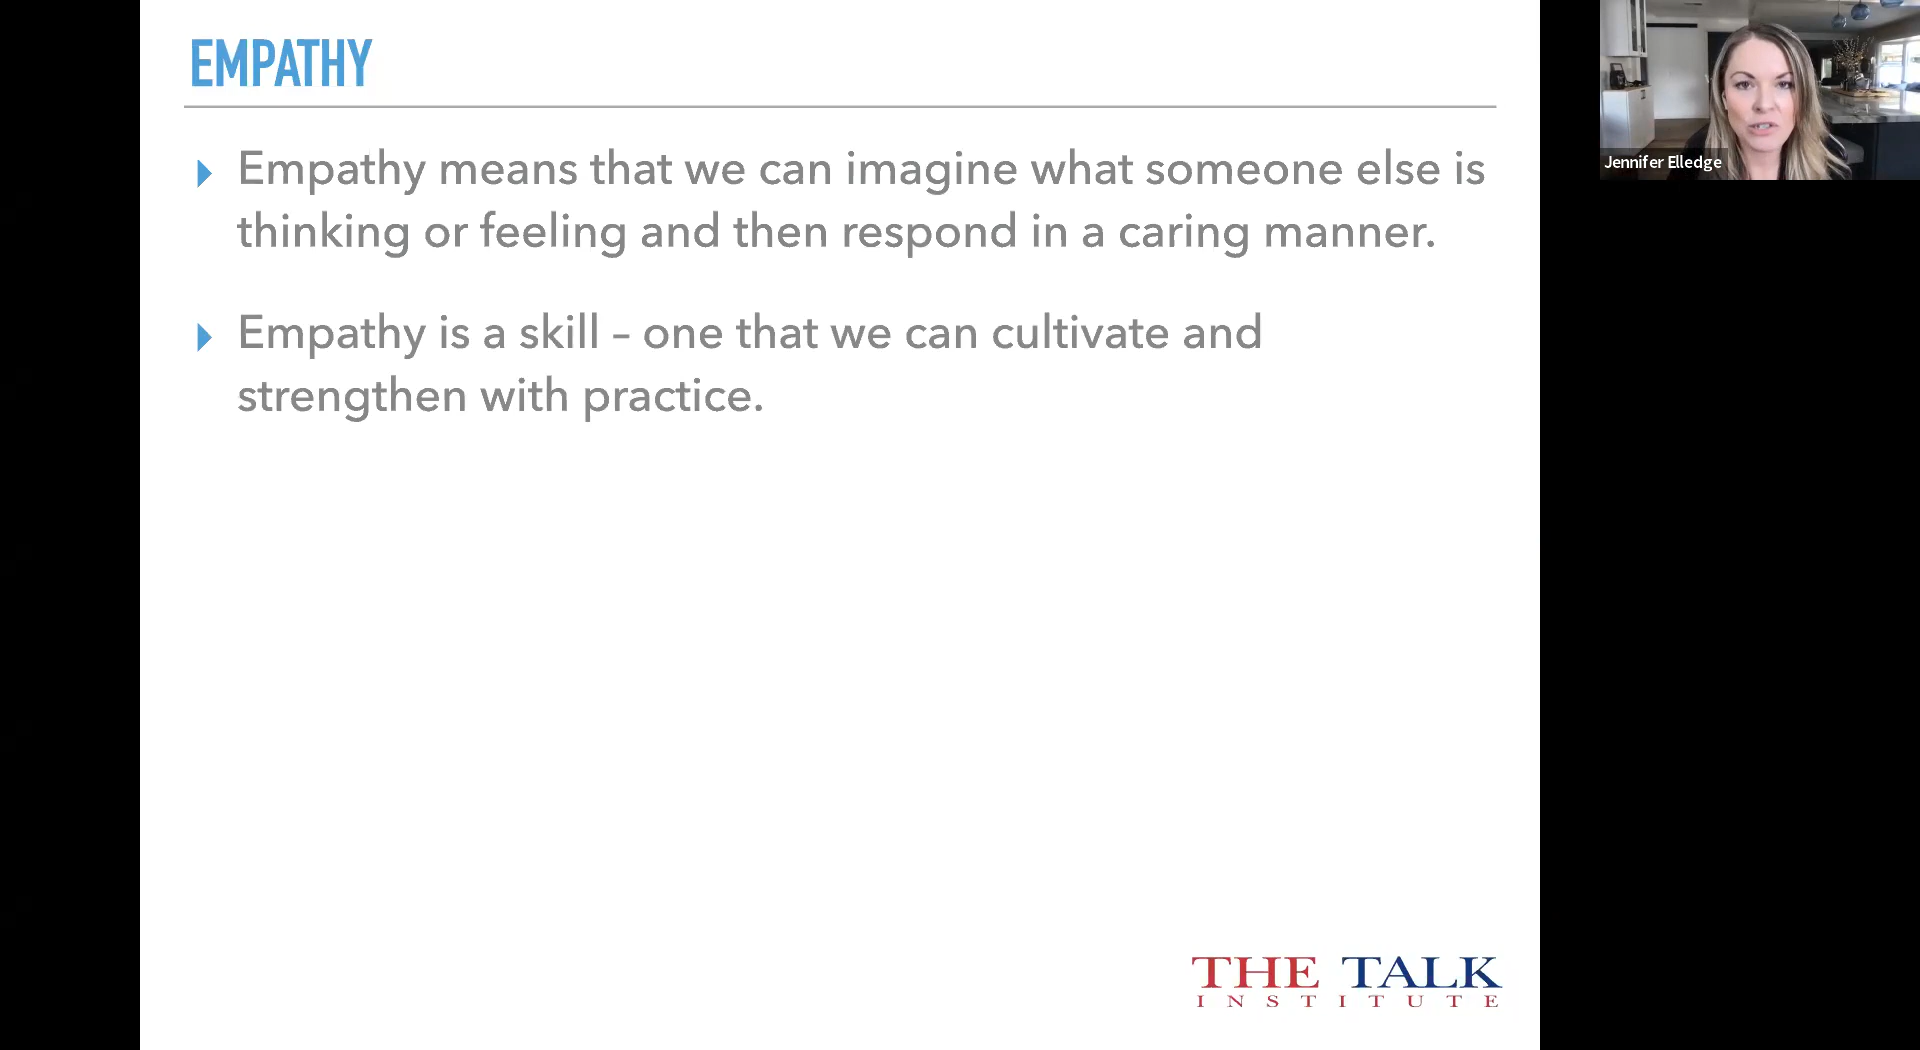 EMPATHY
Empathy means that we can imagine what someone else is
thinking or feeling and then respond in a caring manner.
Empathy is a skill – one that we can cultivate and
strengthen with practice.
Jennifer Elledge
THE TALK
INSTITUTE